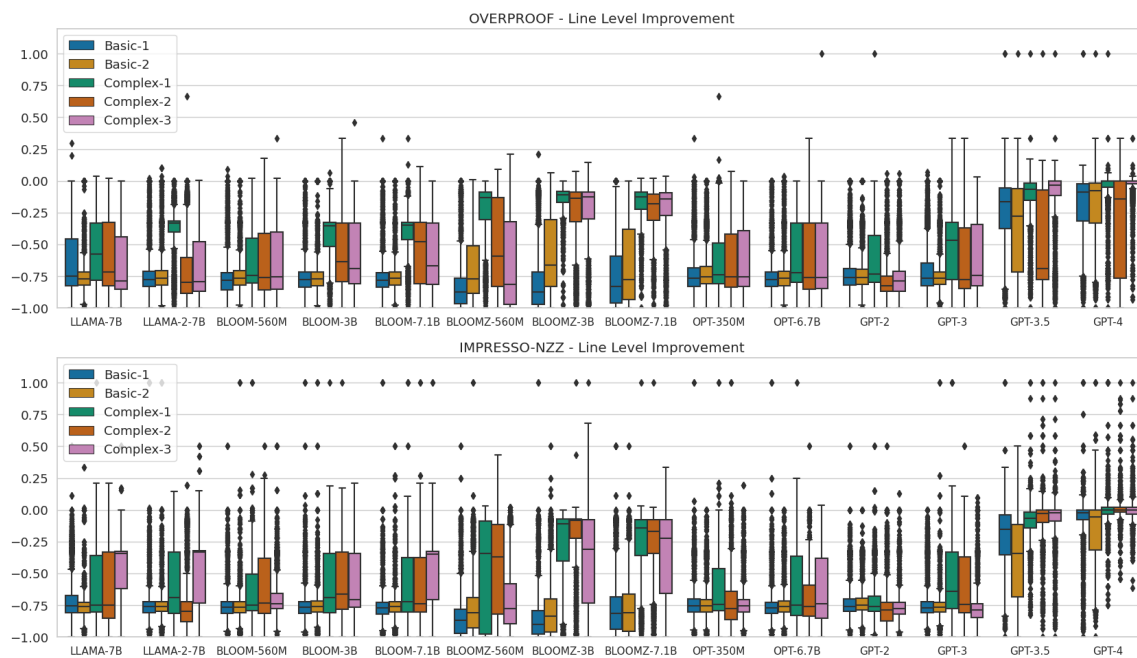 OVERPROOF - Line Level Improvement
1.00
0.75
0.50
0.25
0.00
−0.25
−0.50
−0.75
−1.00
Basic-1
Basic-2
Complex-1
Complex-2
Complex-3
LLAMA-7B LLAMA-2-7B BLOOM-560M BLOOM-3B BLOOM-7.1B BLOOMZ-560M BLOOMZ-3B BLOOMZ-7.1B OPT-350M OPT-6.7B GPT-2 GPT-3 GPT-3.5 GPT-4
IMPRESSO-NZZ - Line Level Improvement
1.00
0.75
0.50
0.25
0.00
−0.25
−0.50
−0.75
−1.00
Basic-1
Basic-2
Complex-1
Complex-2
Complex-3
LLAMA-7B LLAMA-2-7B BLOOM-560M BLOOM-3B BLOOM-7.1B BLOOMZ-560M BLOOMZ-3B BLOOMZ-7.1B OPT-350M OPT-6.7B GPT-2 GPT-3 GPT-3.5 GPT-4